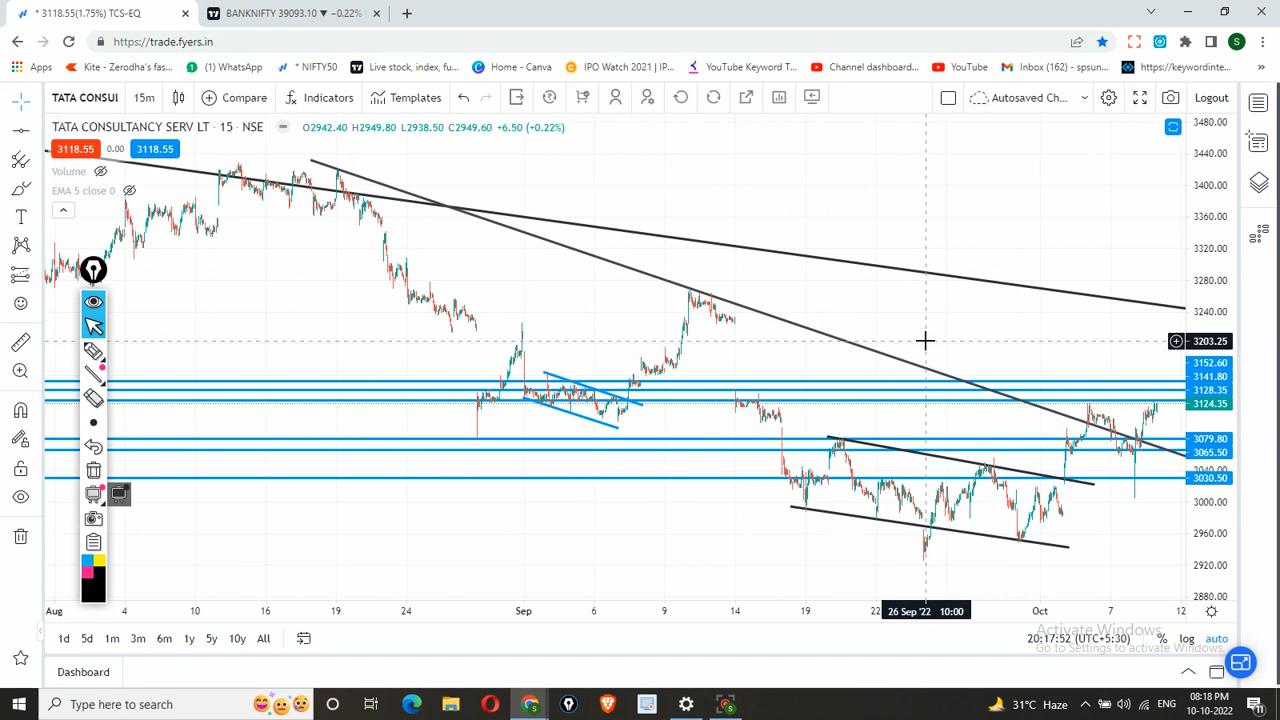 * 3118.55(1.75%) TCS-EQ
BANKNIFTY 39093.10 ▼ −0.22%
https://trade.fyers.in
S
Apps
Kite - Zerodha's fas...
(1) WhatsApp
* NIFTY50
Live stock, index, fu...
Home - Canva
IPO Watch 2021 | IP...
YouTube Keyword T...
Channel dashboard...
YouTube
Inbox (162) - spsun...
https://keywordinte...
»
TATA CONSUI
15m
Compare
Indicators
Templates
Autosaved Ch...
Logout
TATA CONSULTANCY SERV LT · 15 · NSE
O2942.40 H2949.80 L2938.50 C2949.60 +6.50 (+0.22%)
3118.55 0.00 3118.55
Volume
EMA 5 close 0
3480.00
3440.00
3400.00
3360.00
3320.00
3280.00
3240.00
3203.25
3152.60
3141.80
3128.35
3124.35
3079.80
3065.50
3040.00
3030.50
3000.00
2960.00
2920.00
2880.00
Aug 4 10 16 19 24 Sep 6 9 14 19 22 26 Sep '22 10:00 Oct 7 12
1d 5d 1m 3m 6m 1y 5y 10y All
20:17:52 (UTC+5:30) % log auto
Activate Windows
Go to Settings to activate Windows.
Dashboard
Type here to search
31°C Haze
ENG
08:18 PM
10-10-2022
11